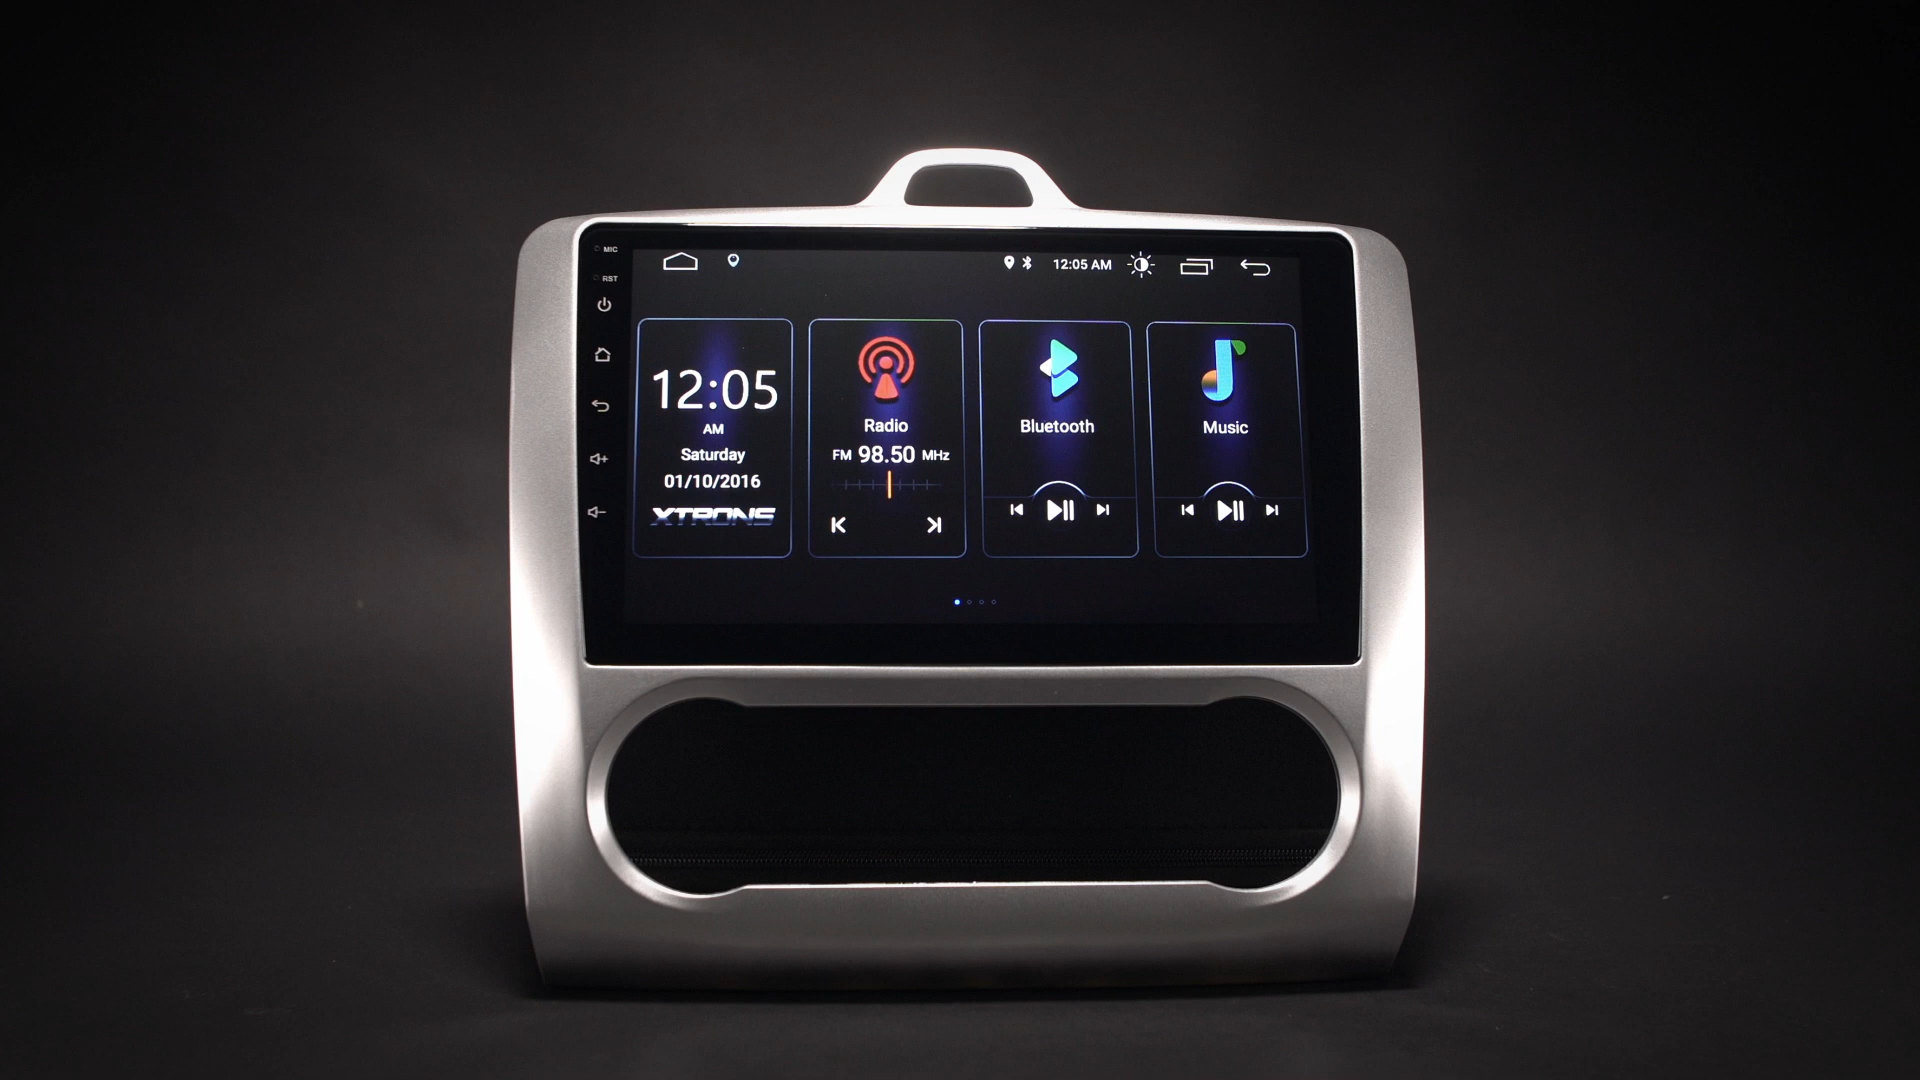 MIC
RST
12:05 AM
12:05
AM
Saturday
01/10/2016
XTRONS
Radio
FM 98.50 MHz
Bluetooth
Music